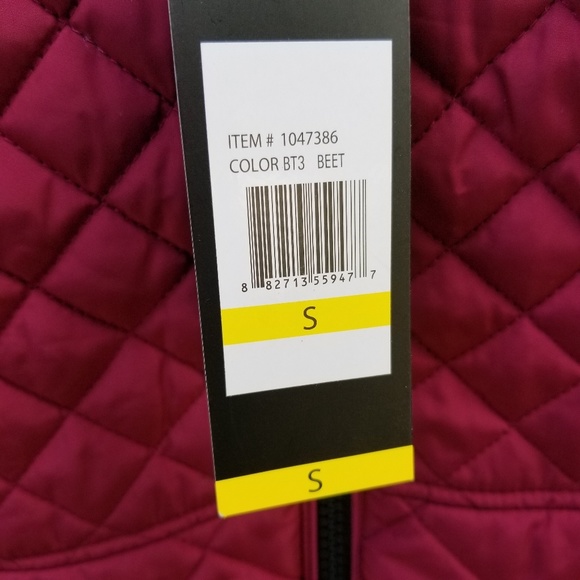 ITEM # 1047386
COLOR BT3 BEET
8 82713 55947 7
S
S